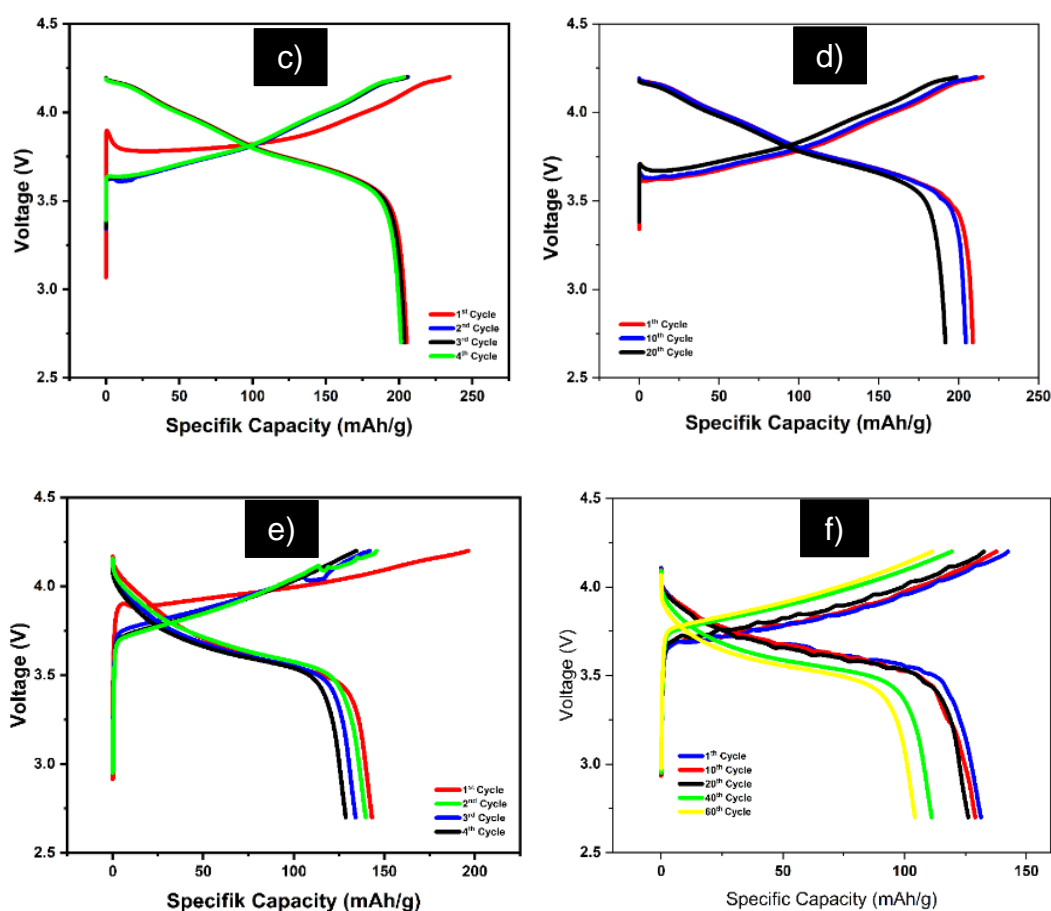 c)
4.5
4.0
3.5
3.0
2.5
Voltage (V)
0 50 100 150 200 250
Specifik Capacity (mAh/g)
1st Cycle
2nd Cycle
3rd Cycle
4th Cycle
d)
4.5
4.0
3.5
3.0
2.5
Voltage (V)
0 50 100 150 200 250
Specifik Capacity (mAh/g)
1th Cycle
10th Cycle
20th Cycle
e)
4.5
4.0
3.5
3.0
2.5
Voltage (V)
0 50 100 150 200
Specifik Capacity (mAh/g)
1st Cycle
2nd Cycle
3rd Cycle
4th Cycle
f)
4.5
4.0
3.5
3.0
2.5
Voltage (V)
0 50 100 150
Specific Capacity (mAh/g)
1th Cycle
10th Cycle
20th Cycle
40th Cycle
60th Cycle